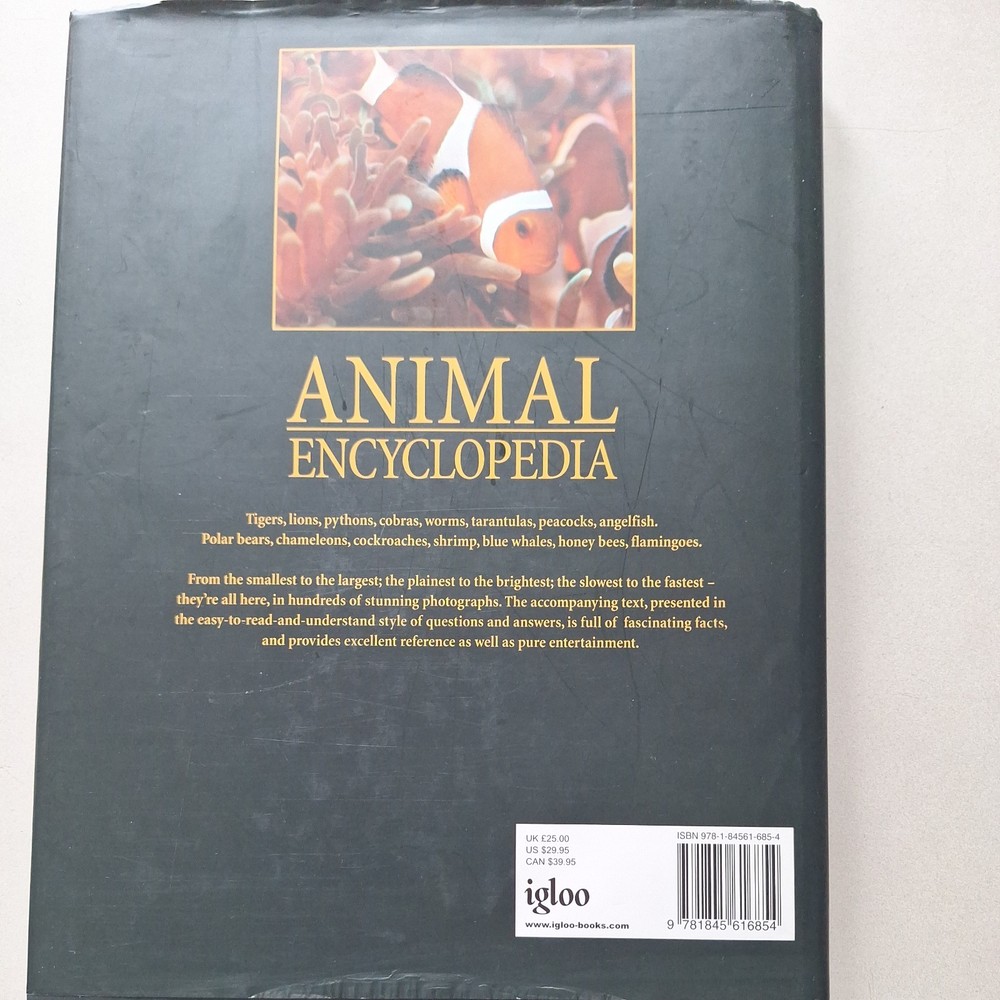 ANIMAL
ENCYCLOPEDIA
Tigers, lions, pythons, cobras, worms, tarantulas, peacocks, angelfish.
Polar bears, chameleons, cockroaches, shrimp, blue whales, honey bees, flamingoes.
From the smallest to the largest; the plainest to the brightest; the slowest to the fastest –
they're all here, in hundreds of stunning photographs. The accompanying text, presented in
the easy-to-read-and-understand style of questions and answers, is full of fascinating facts,
and provides excellent reference as well as pure entertainment.
UK £25.00
US $29.95
CAN $39.95
igloo
www.igloo-books.com
ISBN 978-1-84561-685-4
9 781845 616854